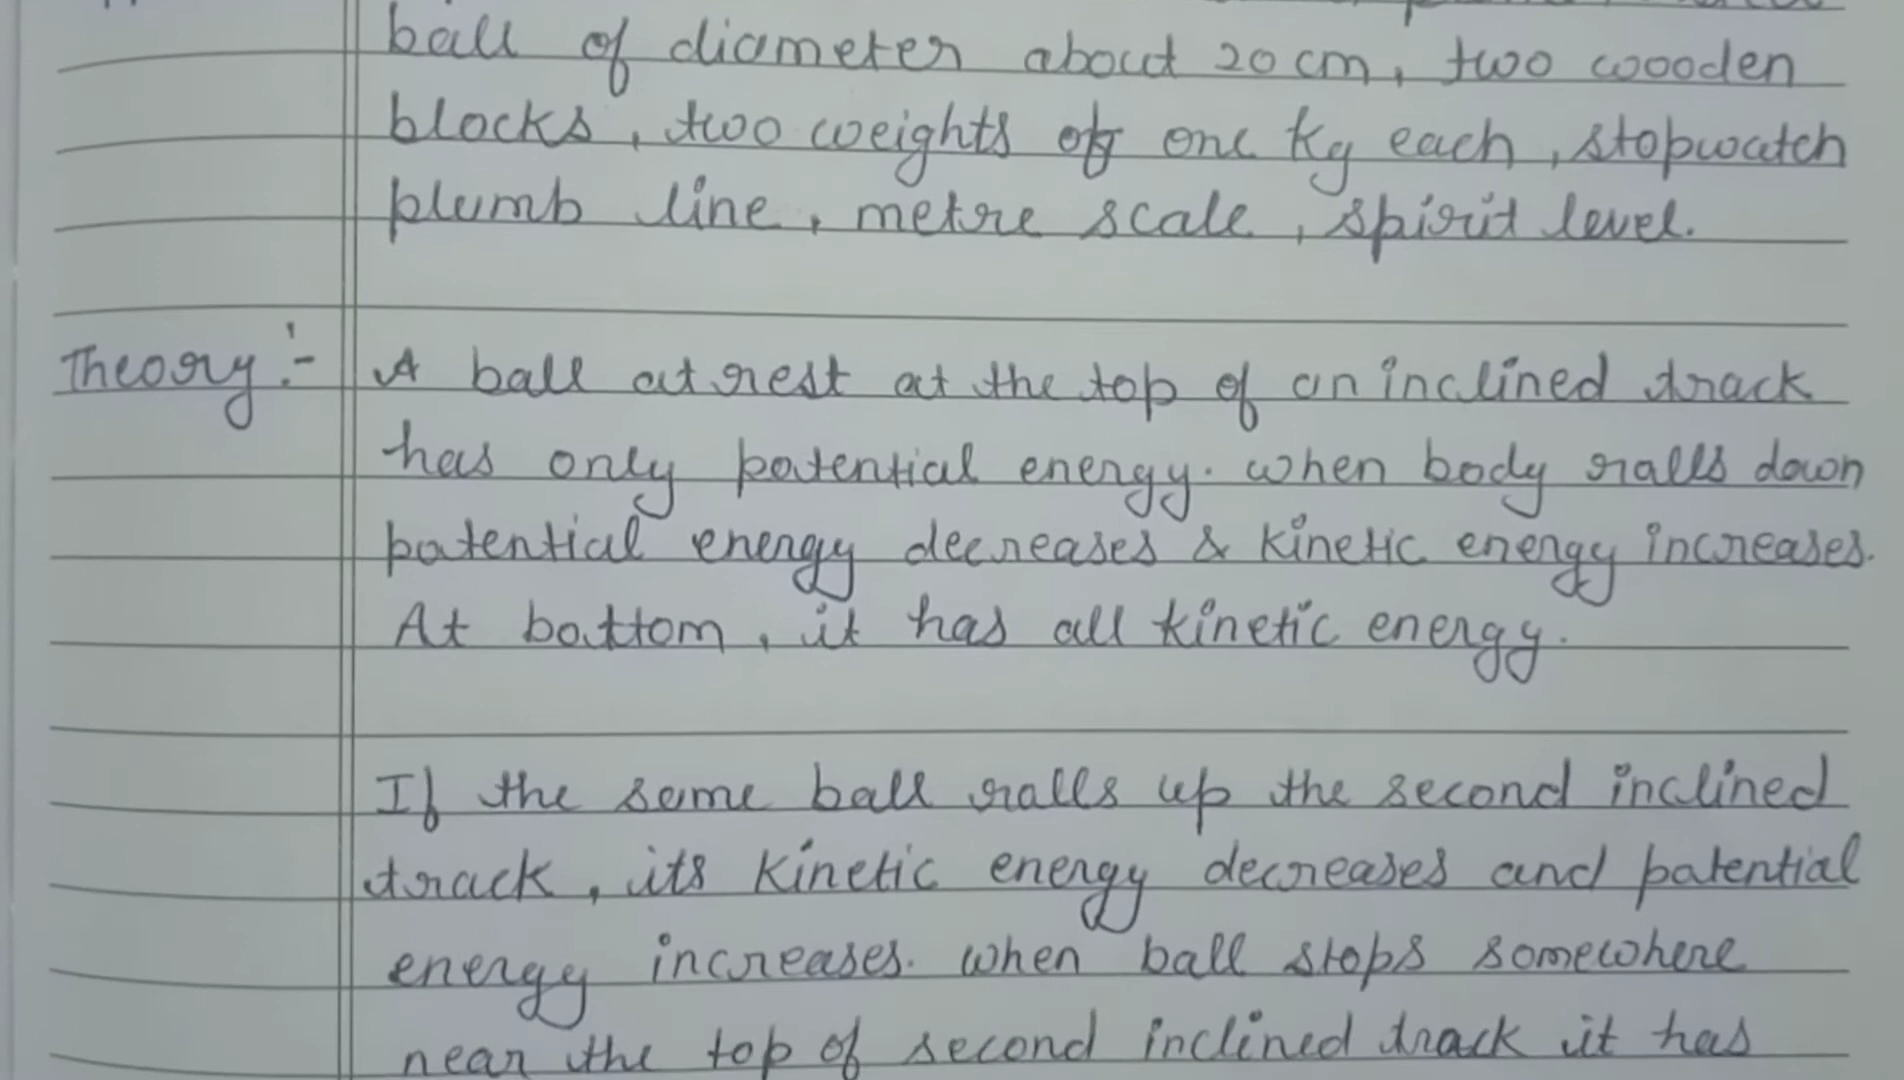 ball of diameter about 20 cm, two wooden
blocks, two weights of one kg each, stopwatch
plumb line, metre scale, spirit level.
Theory :- A ball at rest at the top of an inclined track
has only potential energy. when body rolls down
potential energy decreases & kinetic energy increases.
At bottom, it has all kinetic energy.
If the same ball rolls up the second inclined
track, its kinetic energy decreases and potential
energy increases. when ball stops somewhere
near the top of second inclined track it has